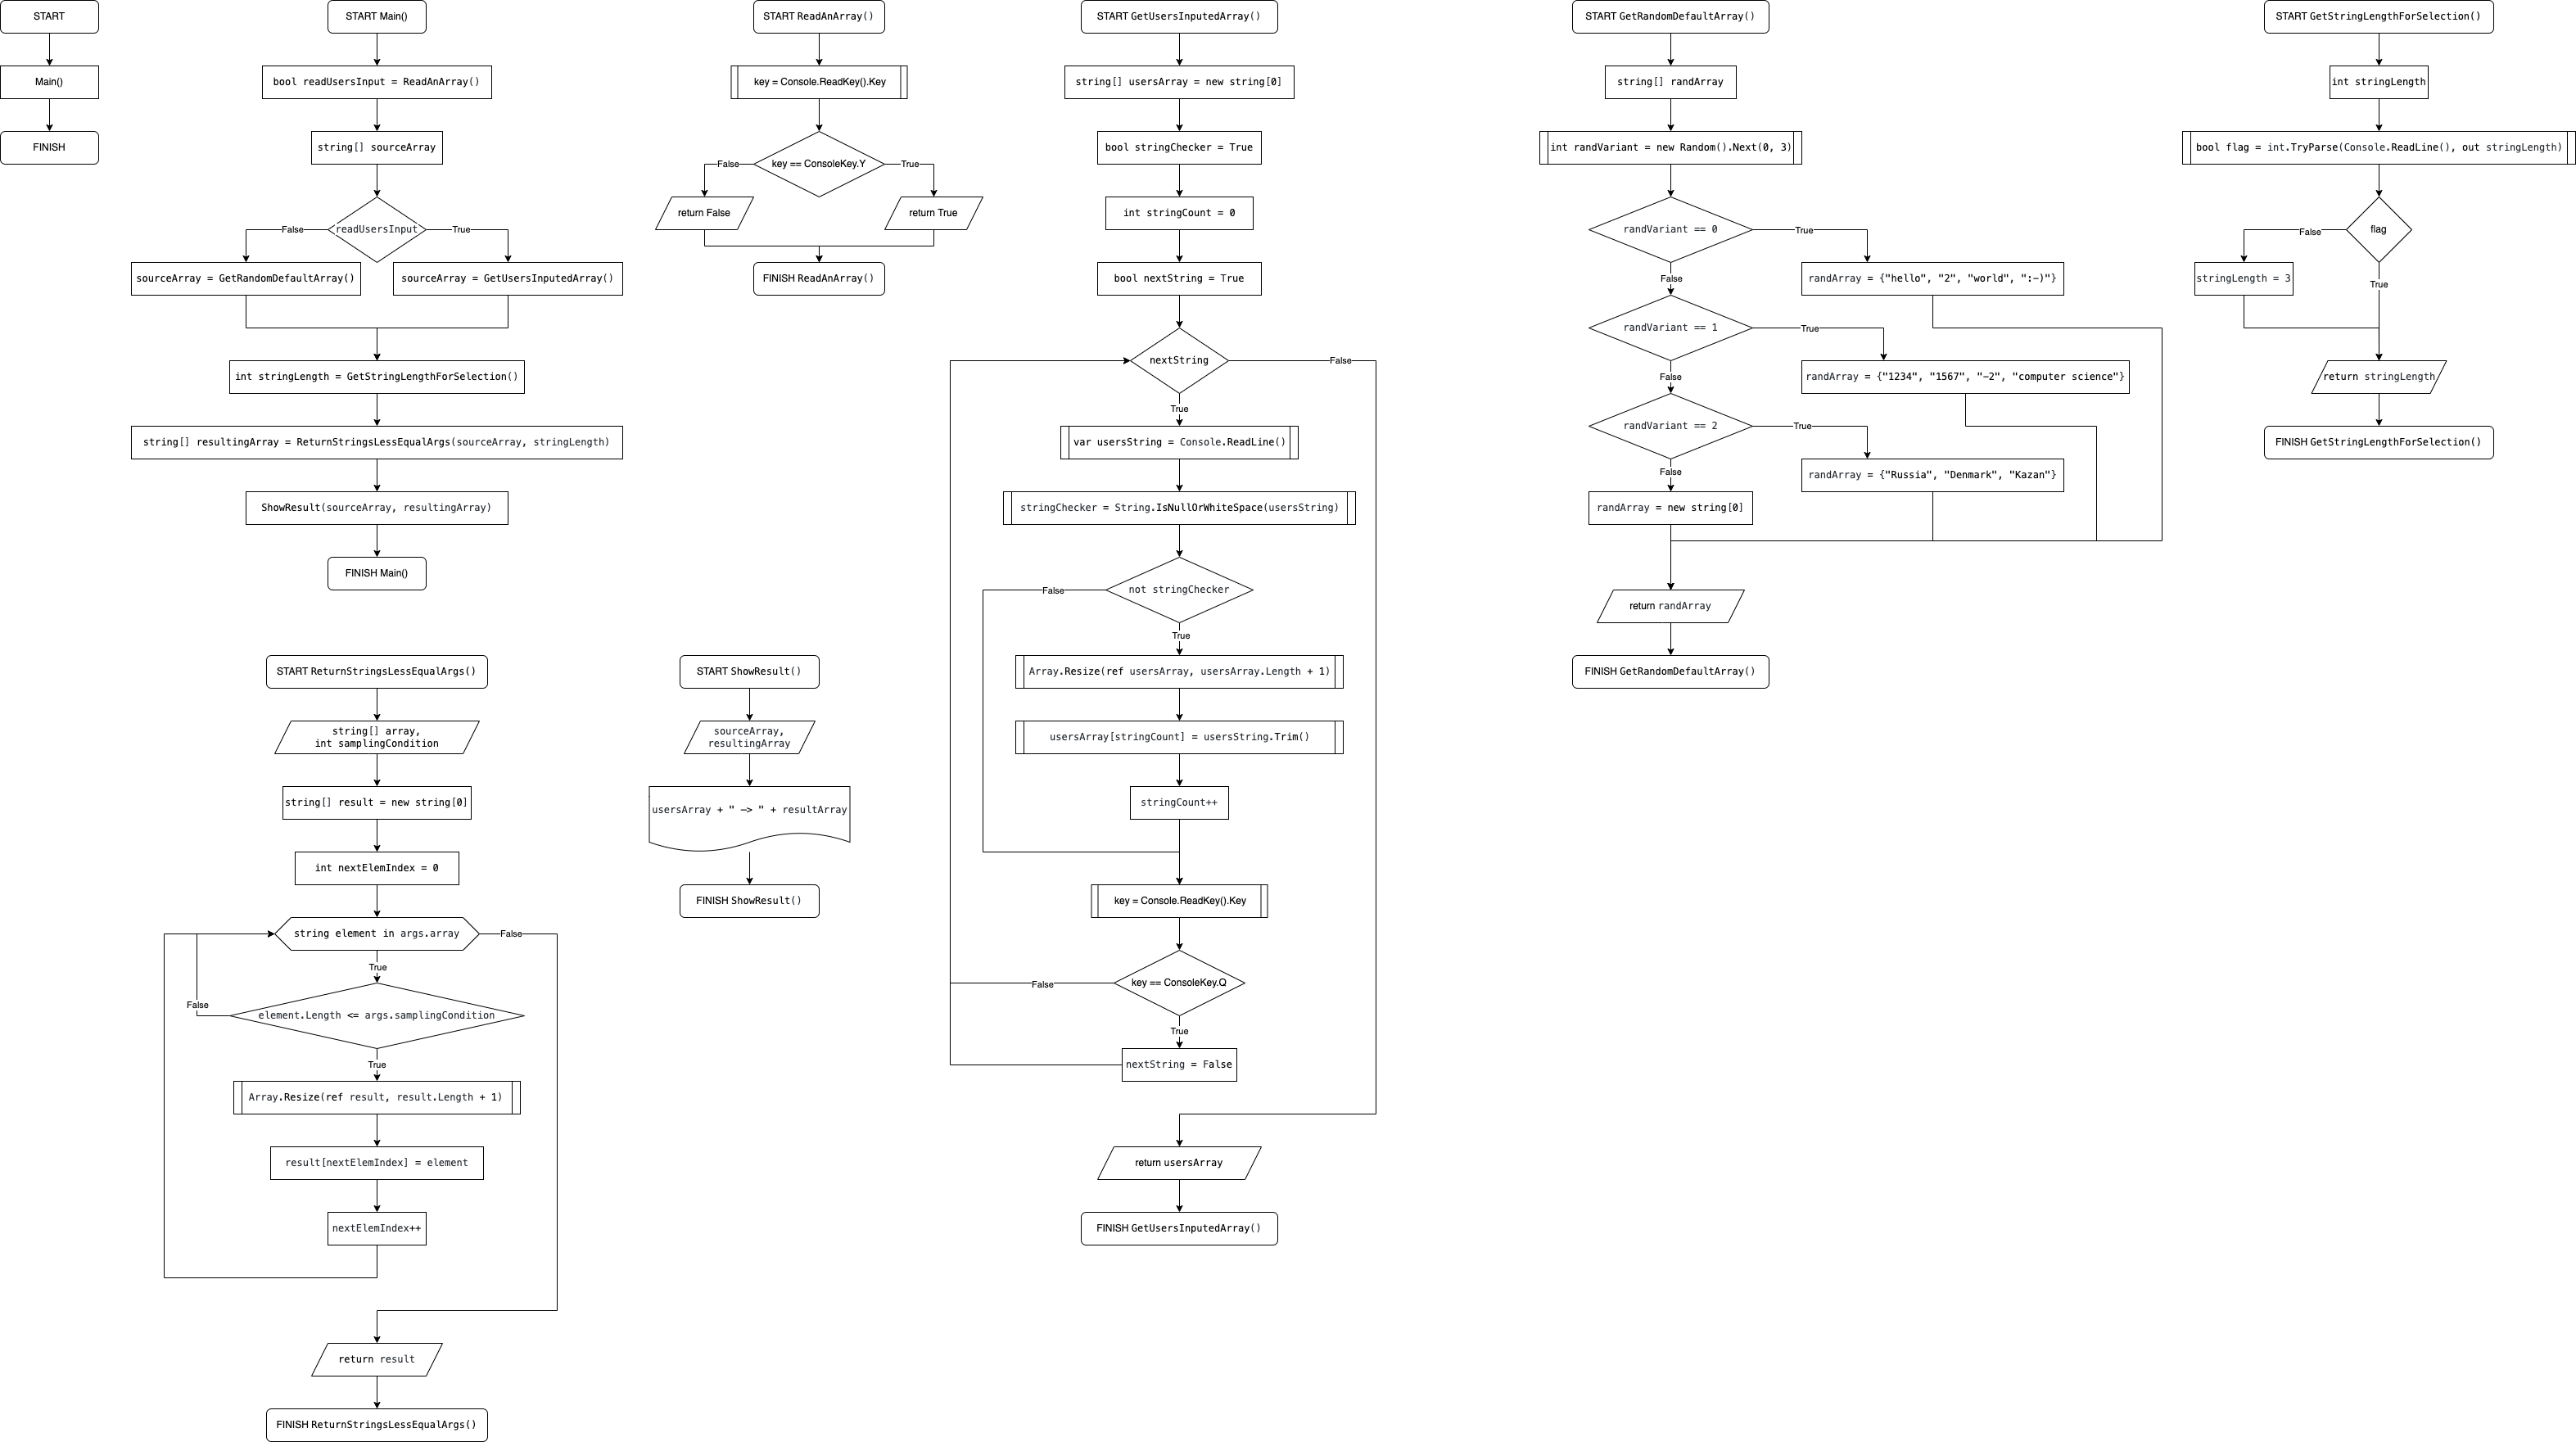 START
Main()
FINISH
START Main()
bool readUsersInput = ReadAnArray()
string[] sourceArray
readUsersInput
False
True
sourceArray = GetRandomDefaultArray()
sourceArray = GetUsersInputedArray()
int stringLength = GetStringLengthForSelection()
string[] resultingArray = ReturnStringsLessEqualArgs(sourceArray, stringLength)
ShowResult(sourceArray, resultingArray)
FINISH Main()
START ReadAnArray()
key = Console.ReadKey().Key
key == ConsoleKey.Y
False
True
return False
return True
FINISH ReadAnArray()
START GetUsersInputedArray()
string[] usersArray = new string[0]
bool stringChecker = True
int stringCount = 0
bool nextString = True
nextString
False
True
var usersString = Console.ReadLine()
stringChecker = String.IsNullOrWhiteSpace(usersString)
not stringChecker
False
True
Array.Resize(ref usersArray, usersArray.Length + 1)
usersArray[stringCount] = usersString.Trim()
stringCount++
key = Console.ReadKey().Key
key == ConsoleKey.Q
False
True
nextString = False
return usersArray
FINISH GetUsersInputedArray()
START GetRandomDefaultArray()
string[] randArray
int randVariant = new Random().Next(0, 3)
randVariant == 0
True
False
randArray = {"hello", "2", "world", ":-)"}
randVariant == 1
True
False
randArray = {"1234", "1567", "-2", "computer science"}
randVariant == 2
True
False
randArray = {"Russia", "Denmark", "Kazan"}
randArray = new string[0]
return randArray
FINISH GetRandomDefaultArray()
START GetStringLengthForSelection()
int stringLength
bool flag = int.TryParse(Console.ReadLine(), out stringLength)
flag
False
True
stringLength = 3
return stringLength
FINISH GetStringLengthForSelection()
START ReturnStringsLessEqualArgs()
string[] array,
int samplingCondition
string[] result = new string[0]
int nextElemIndex = 0
string element in args.array
False
True
element.Length <= args.samplingCondition
False
True
Array.Resize(ref result, result.Length + 1)
result[nextElemIndex] = element
nextElemIndex++
return result
FINISH ReturnStringsLessEqualArgs()
START ShowResult()
sourceArray,
resultingArray
usersArray + " —> " + resultArray
FINISH ShowResult()